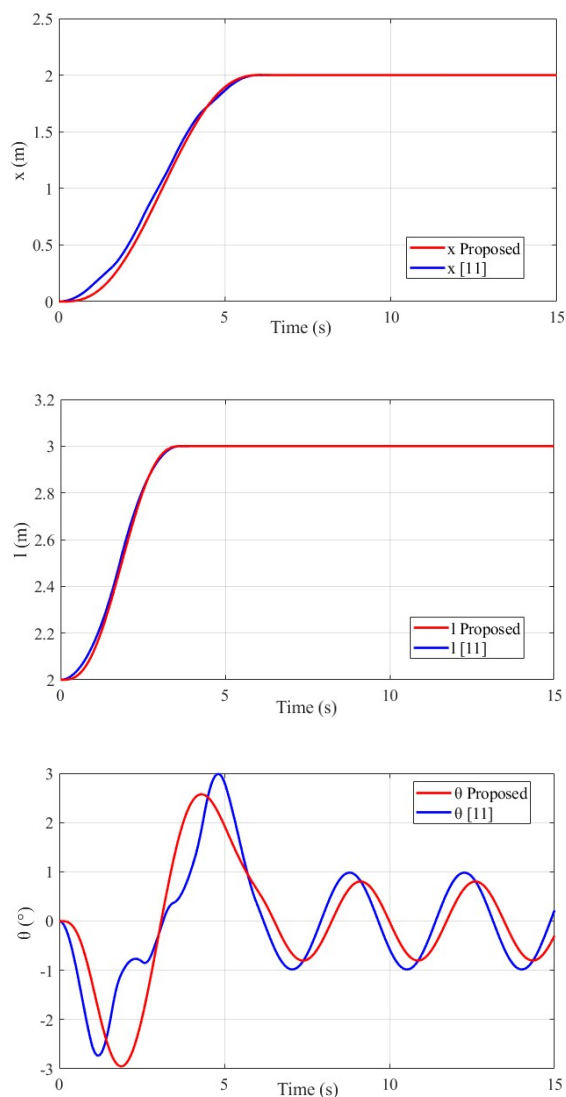 2.5
2
1.5
1
0.5
0
x (m)
x Proposed
x [11]
0 5 10 15
Time (s)
3.2
3
2.8
2.6
2.4
2.2
2
l (m)
l Proposed
l [11]
0 5 10 15
Time (s)
3
2
1
0
-1
-2
-3
θ (°)
θ Proposed
θ [11]
0 5 10 15
Time (s)